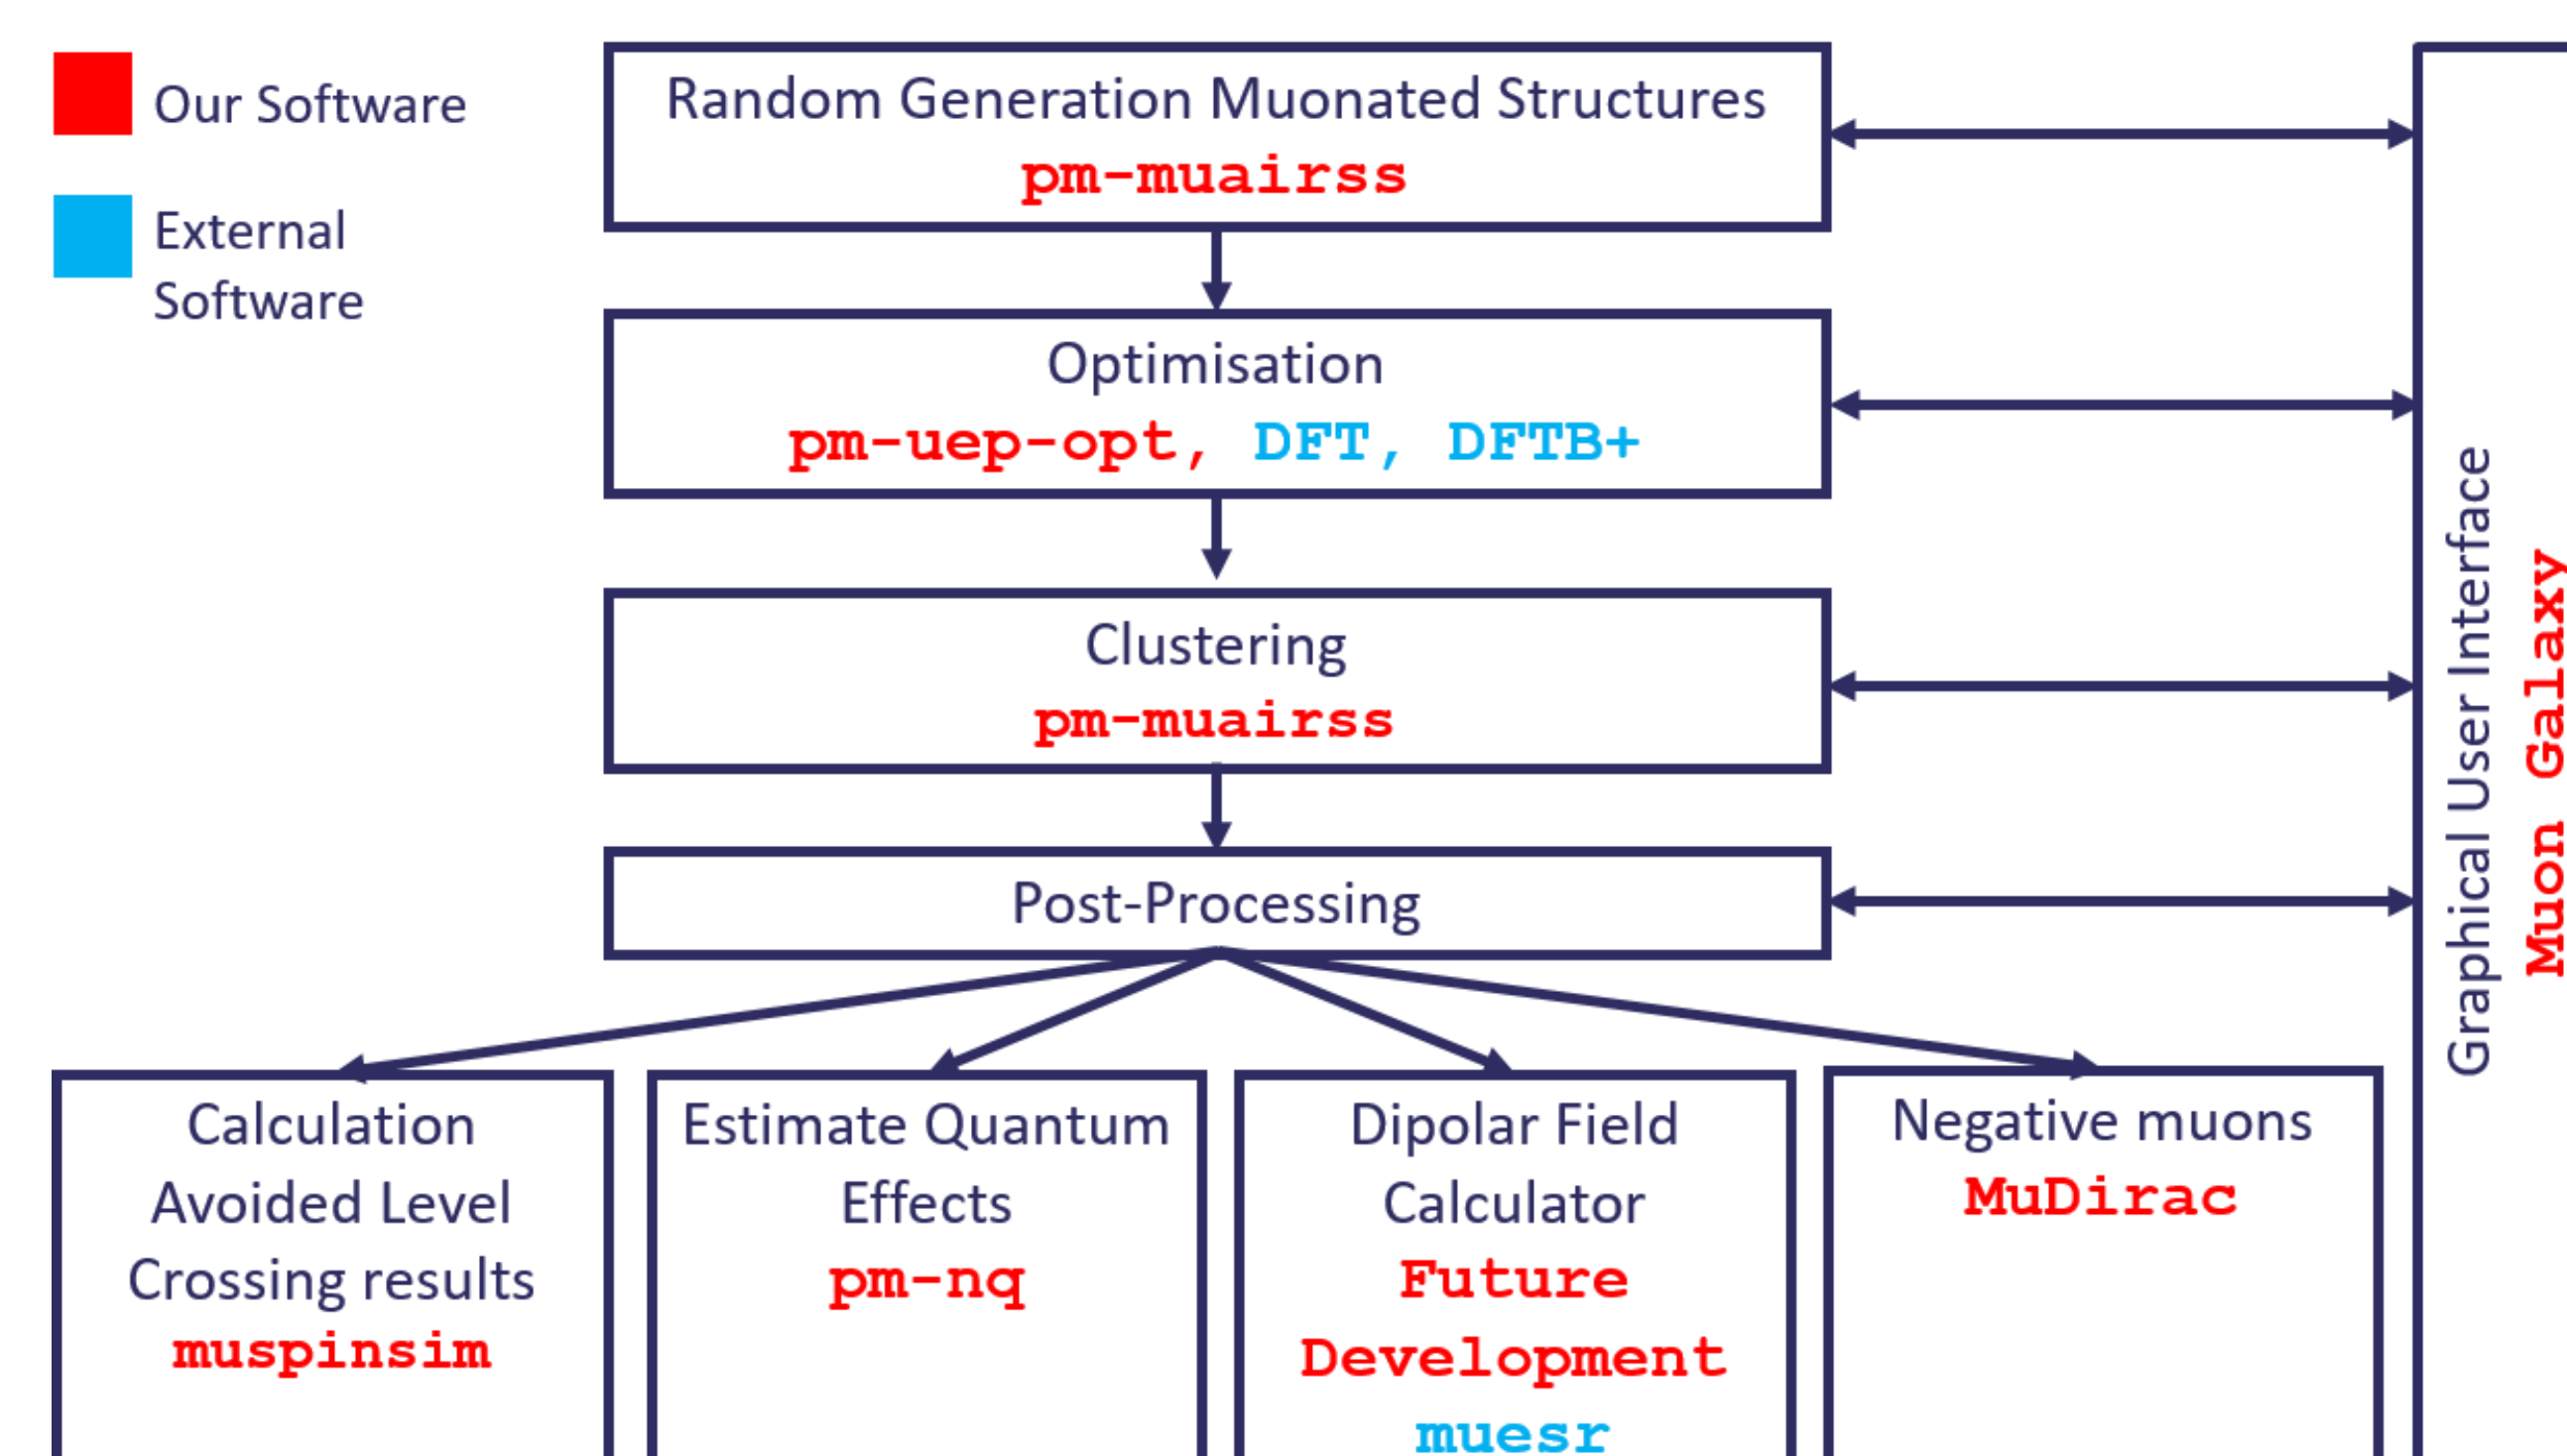 Our Software
External
Software
Random Generation Muonated Structures
pm-muairss
Optimisation
pm-uep-opt, DFT, DFTB+
Clustering
pm-muairss
Post-Processing
Calculation
Avoided Level
Crossing results
muspinsim
Estimate Quantum
Effects
pm-nq
Dipolar Field
Calculator
Future
Development
muesr
Negative muons
MuDirac
Graphical User Interface
Muon Galaxy